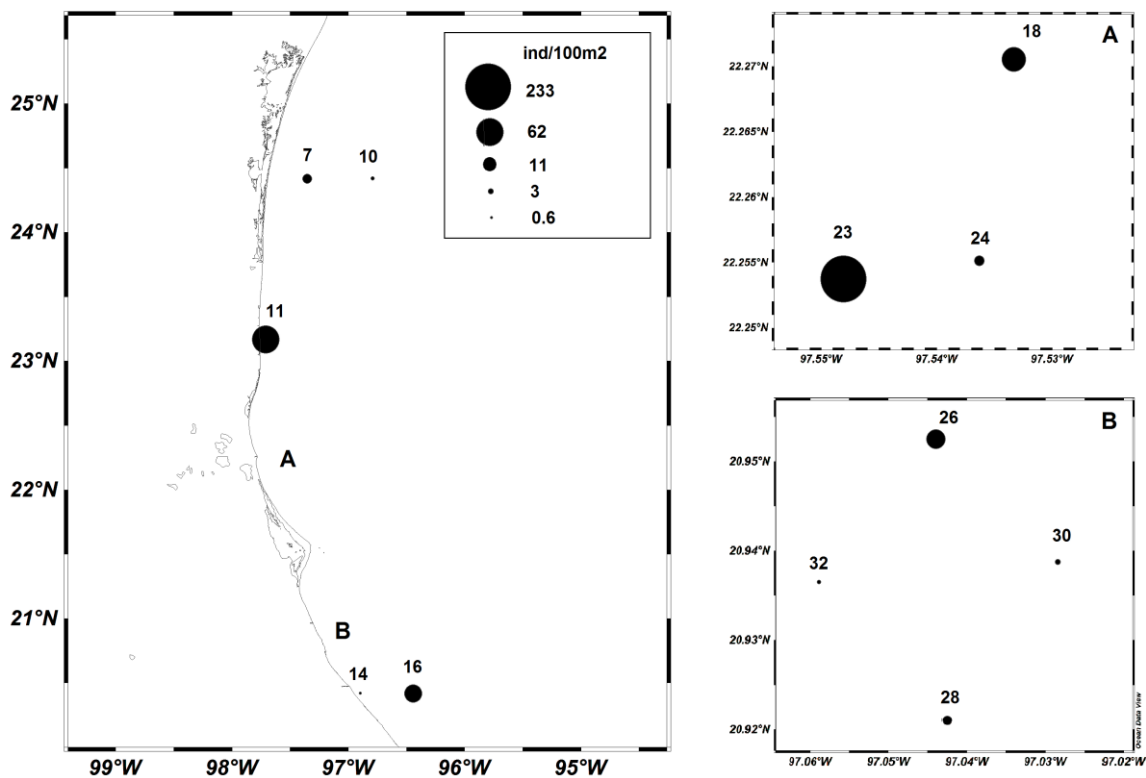 ind/100m2
233
62
11
3
0.6
25°N
24°N
23°N
22°N
21°N
7
10
11
A
B
14
16
99°W
98°W
97°W
96°W
95°W
A
22.27°N
22.265°N
22.26°N
22.255°N
22.25°N
18
23
24
97.55°W
97.54°W
97.53°W
B
20.95°N
20.94°N
20.93°N
20.92°N
26
30
32
28
97.06°W
97.05°W
97.04°W
97.03°W
97.02°W
Ocean Data View